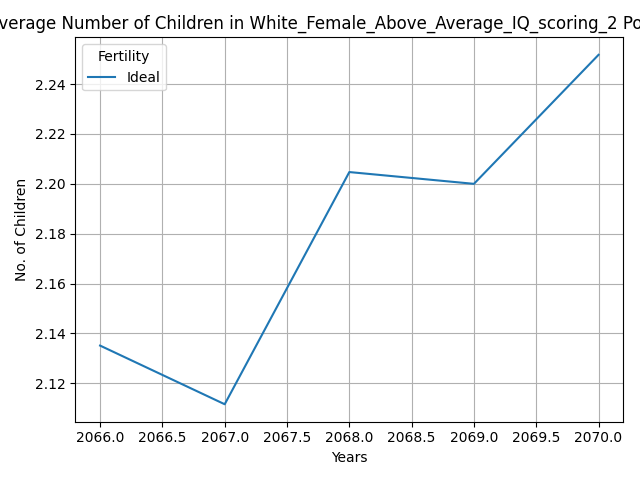 verage Number of Children in White_Female_Above_Average_IQ_scoring_2 Po
Fertility
Ideal
No. of Children
2.24
2.22
2.20
2.18
2.16
2.14
2.12
2066.0 2066.5 2067.0 2067.5 2068.0 2068.5 2069.0 2069.5 2070.0
Years